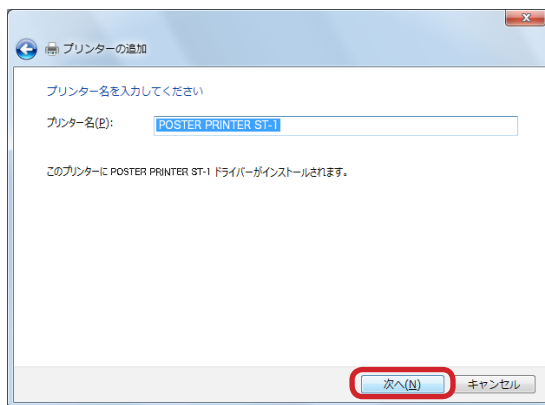 プリンターの追加
プリンター名を入力してください
プリンター名(P): POSTER PRINTER ST-1
このプリンターに POSTER PRINTER ST-1 ドライバーがインストールされます。
次へ(N) キャンセル